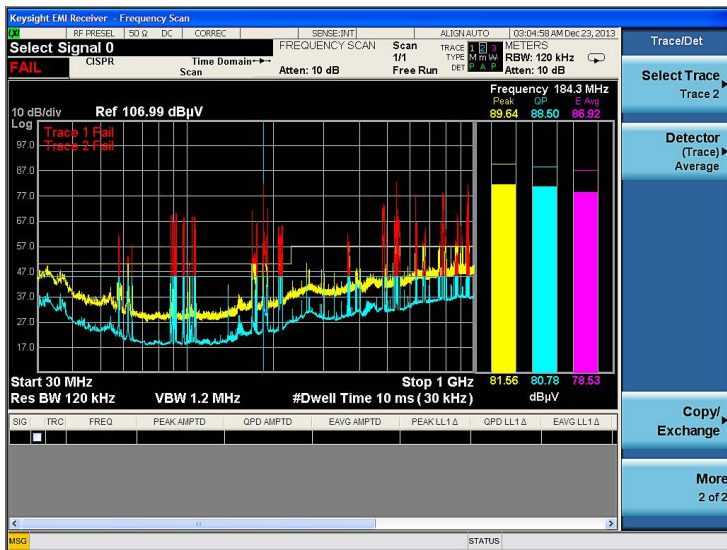 Keysight EMI Receiver - Frequency Scan
LXI RF PRESEL 50 Ω DC CORREC SENSE:INT ALIGN AUTO 03:04:58 AM Dec 23, 2013
Select Signal 0
FREQUENCY SCAN
Scan 1/1
TRACE 1 2 3
TYPE M m W
DET P A P
METERS
RBW: 120 kHz
FAIL
CISPR
Time Domain
Scan
Atten: 10 dB
Free Run
Atten: 10 dB
Trace/Det
Select Trace
Trace 2
Detector
(Trace)
Average
Copy/
Exchange
More
2 of 2
Frequency 184.3 MHz
Peak QP E Avg
89.64 88.50 86.92
10 dB/div Ref 106.99 dBµV
Log
Trace 1 Fail
Trace 2 Fail
97.0
87.0
77.0
67.0
57.0
47.0
37.0
27.0
17.0
81.56 80.78 78.53
dBµV
Start 30 MHz Stop 1 GHz
Res BW 120 kHz VBW 1.2 MHz #Dwell Time 10 ms (30 kHz)
SIG TRC FREQ PEAK AMPTD QPD AMPTD EAVG AMPTD PEAK LL1 Δ QPD LL1 Δ EAVG LL1 Δ
MSG STATUS